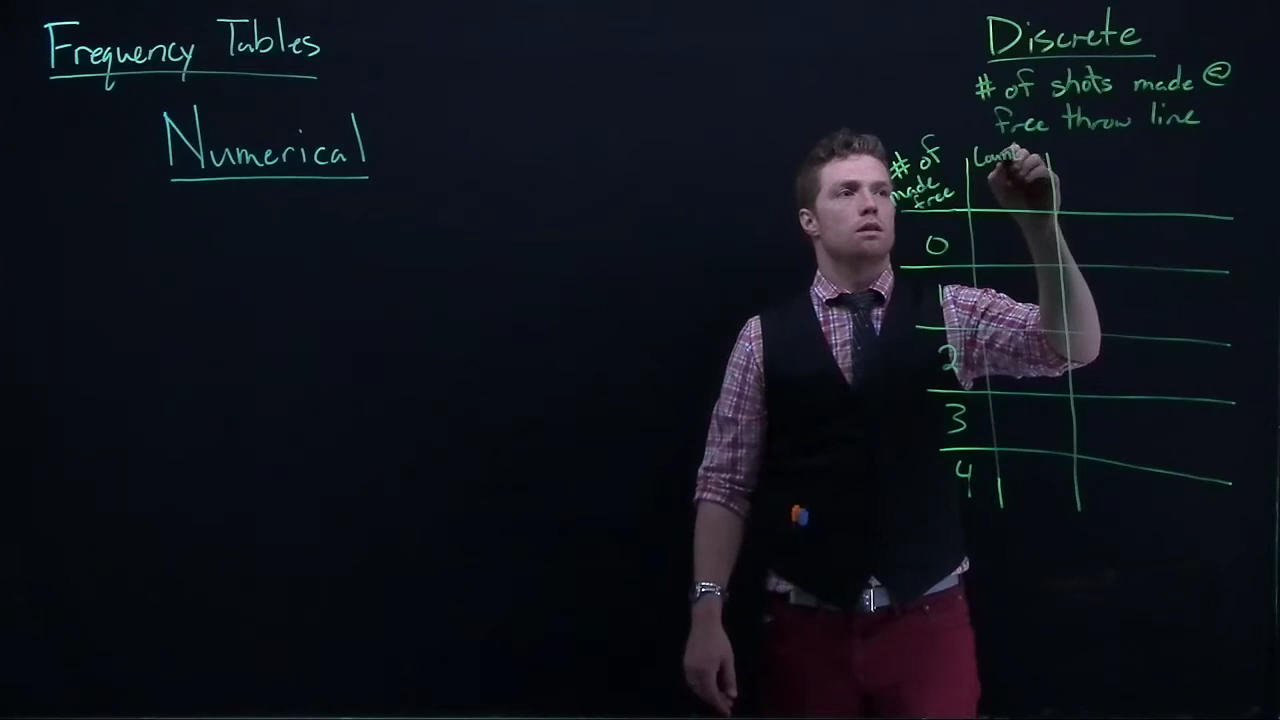 Frequency Tables
Numerical
Discrete
# of shots made @
free throw line
# of
made
free
0
1
2
3
4